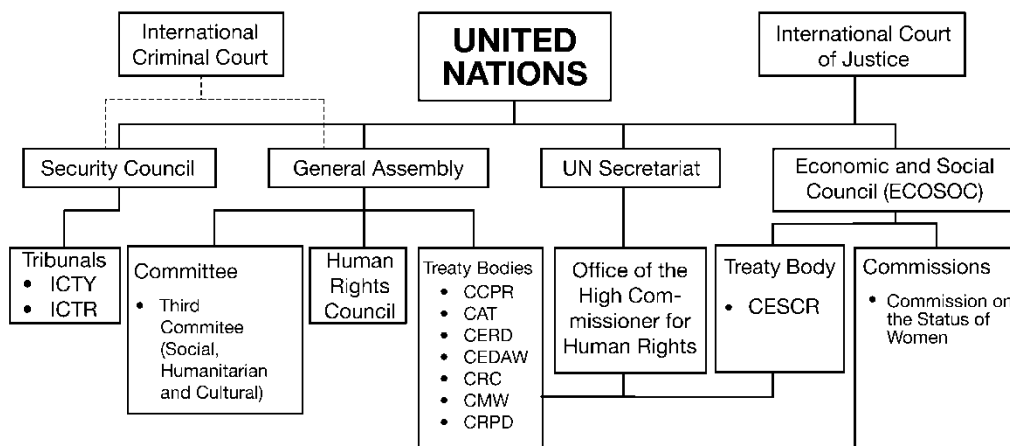 International
Criminal Court
UNITED
NATIONS
International Court
of Justice
Security Council
General Assembly
UN Secretariat
Economic and Social
Council (ECOSOC)
Tribunals
• ICTY
• ICTR
Committee
• Third
Commitee
(Social,
Humanitarian
and Cultural)
Human
Rights
Council
Treaty Bodies
• CCPR
• CAT
• CERD
• CEDAW
• CRC
• CMW
• CRPD
Office of the
High Com-
missioner for
Human Rights
Treaty Body
• CESCR
Commissions
• Commission on
the Status of
Women